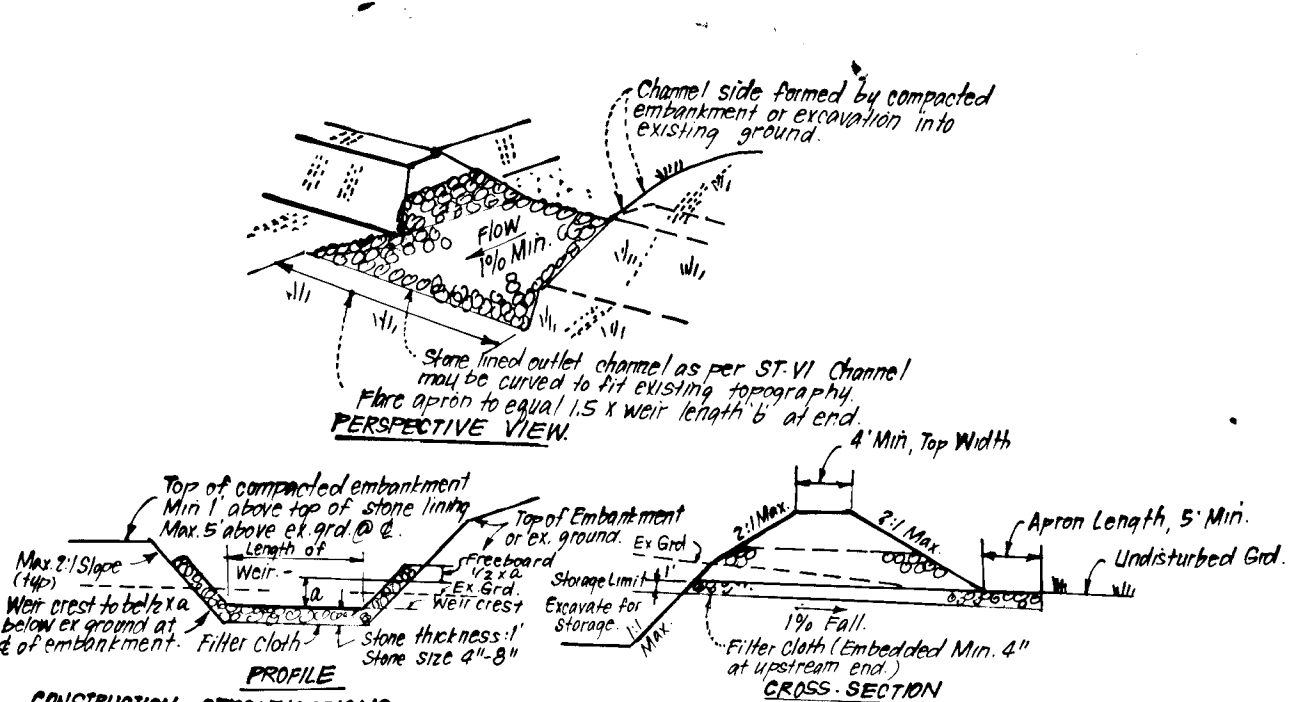 Channel side formed by compacted
embankment or excavation into
existing ground.
Flow
1% Min.
Stone lined outlet channel as per ST-VI Channel
may be curved to fit existing topography.
Flare apron to equal 1.5 x weir length 'b' at end.
PERSPECTIVE VIEW.
Top of compacted embankment
Min 1' above top of stone lining
Max. 5' above ex. grd. @ ℄.
Length of
Weir.
Max. 2:1 Slope
(typ)
Weir crest to be 1/2 x a
below ex ground at
℄ of embankment.
Filter Cloth
a
Top of Embankment
or ex. ground.
Freeboard
1/2 x a
Ex. Grd.
Weir crest
Stone thickness: 1'
Stone size 4"-8"
PROFILE
4' Min, Top Width
2:1 Max.
2:1 Max.
Apron Length, 5' Min.
Undisturbed Grd.
Ex Grd
Storage Limit
1'
Excavate for
Storage.
1:1
Max.
1% Fall.
Filter Cloth (Embedded Min. 4"
at upstream end.)
CROSS-SECTION
CONSTRUCTION